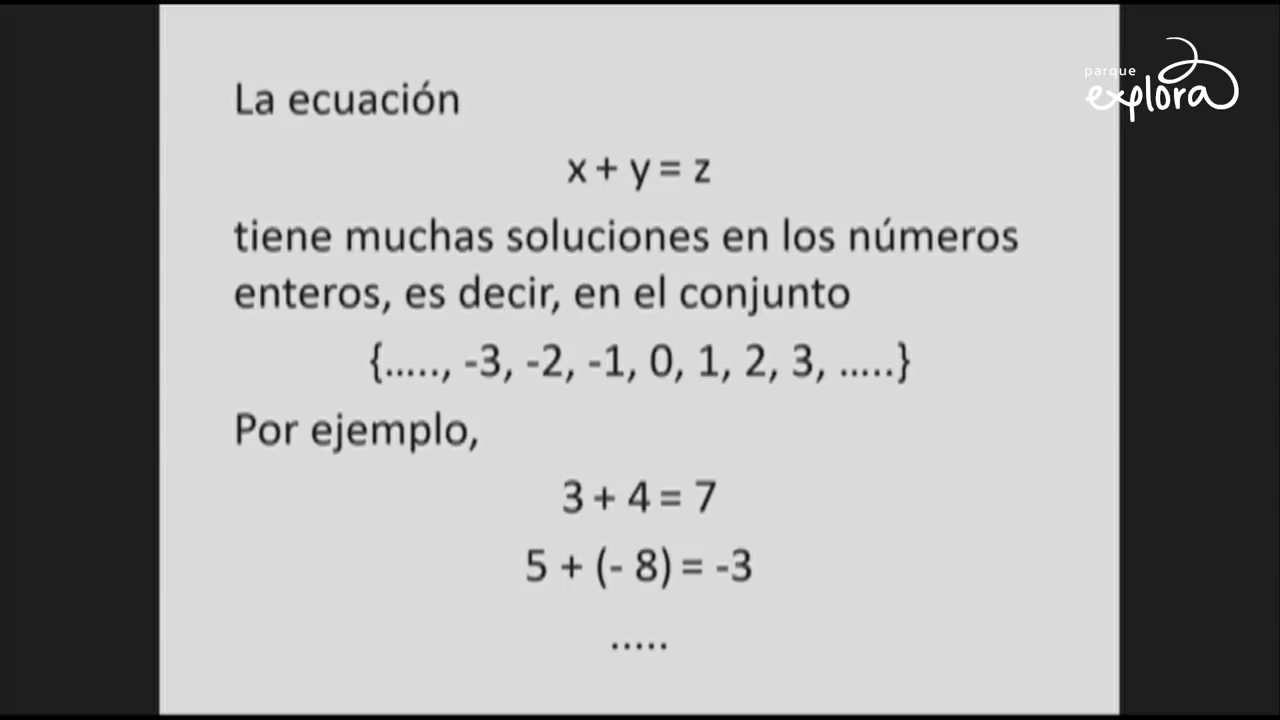 parque
explora
La ecuación
x + y = z
tiene muchas soluciones en los números
enteros, es decir, en el conjunto
{....., -3, -2, -1, 0, 1, 2, 3, .....}
Por ejemplo,
3 + 4 = 7
5 + (- 8) = -3
.....